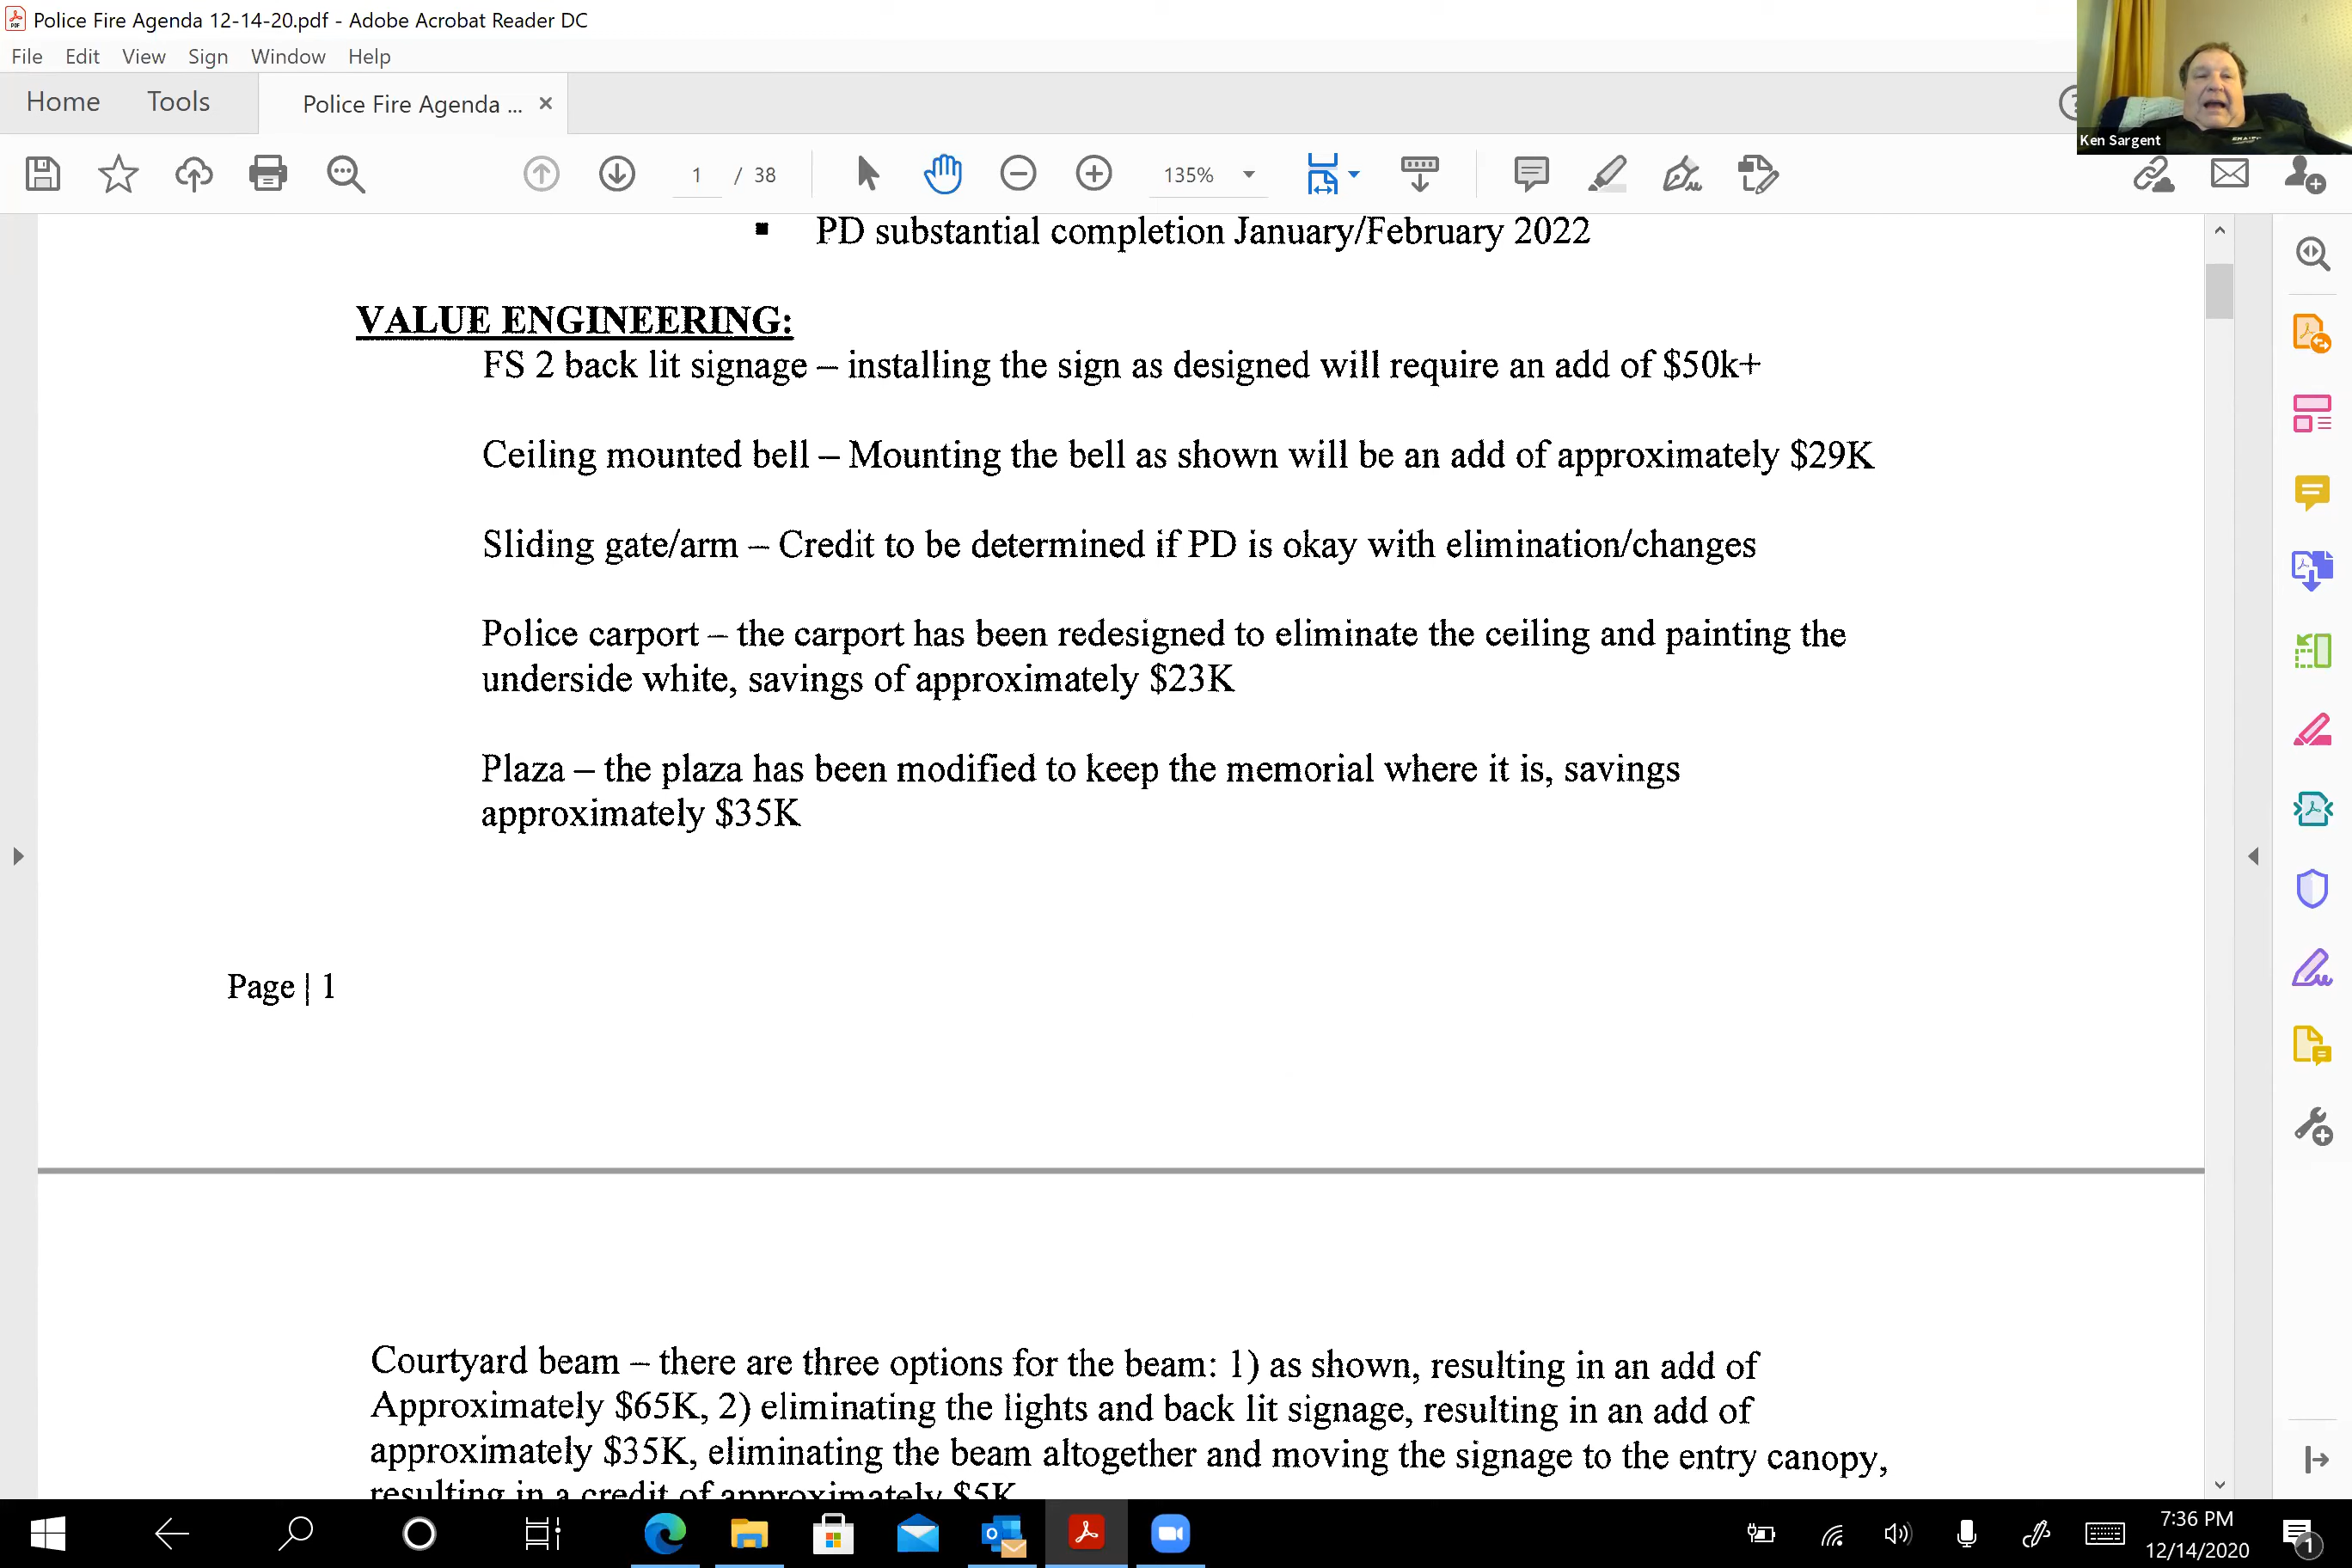 Police Fire Agenda 12-14-20.pdf - Adobe Acrobat Reader DC
File Edit View Sign Window Help
Home Tools Police Fire Agenda ... ×
Ken Sargent
1 / 38 135%
▪ PD substantial completion January/February 2022
VALUE ENGINEERING:
FS 2 back lit signage – installing the sign as designed will require an add of $50k+
Ceiling mounted bell – Mounting the bell as shown will be an add of approximately $29K
Sliding gate/arm – Credit to be determined if PD is okay with elimination/changes
Police carport – the carport has been redesigned to eliminate the ceiling and painting the
underside white, savings of approximately $23K
Plaza – the plaza has been modified to keep the memorial where it is, savings
approximately $35K
Page | 1
Courtyard beam – there are three options for the beam: 1) as shown, resulting in an add of
Approximately $65K, 2) eliminating the lights and back lit signage, resulting in an add of
approximately $35K, eliminating the beam altogether and moving the signage to the entry canopy,
resulting in a credit of approximately $5K
7:36 PM
12/14/2020
1